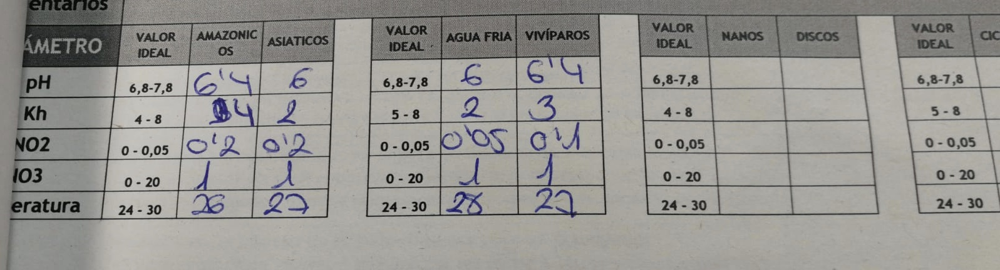 entarios
ÁMETRO VALOR IDEAL AMAZONIC OS ASIATICOS VALOR IDEAL AGUA FRIA VIVÍPAROS VALOR IDEAL NANOS DISCOS VALOR IDEAL CIC
pH 6,8-7,8 6'4 6 6,8-7,8 6 6'4 6,8-7,8 6,8-7,8
Kh 4 - 8 4 2 5 - 8 2 3 4 - 8 5 - 8
NO2 0 - 0,05 0'2 0'2 0 - 0,05 0'05 0'1 0 - 0,05 0 - 0,05
NO3 0 - 20 1 1 0 - 20 1 1 0 - 20 0 - 20
eratura 24 - 30 26 27 24 - 30 28 27 24 - 30 24 - 30